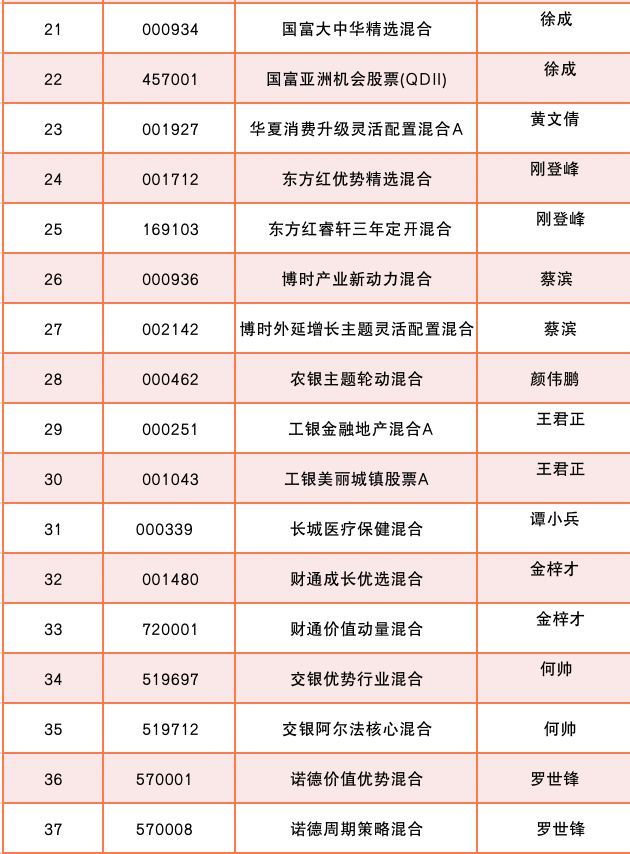 21 000934 国富大中华精选混合 徐成
22 457001 国富亚洲机会股票(QDII) 徐成
23 001927 华夏消费升级灵活配置混合A 黄文倩
24 001712 东方红优势精选混合 刚登峰
25 169103 东方红睿轩三年定开混合 刚登峰
26 000936 博时产业新动力混合 蔡滨
27 002142 博时外延增长主题灵活配置混合 蔡滨
28 000462 农银主题轮动混合 颜伟鹏
29 000251 工银金融地产混合A 王君正
30 001043 工银美丽城镇股票A 王君正
31 000339 长城医疗保健混合 谭小兵
32 001480 财通成长优选混合 金梓才
33 720001 财通价值动量混合 金梓才
34 519697 交银优势行业混合 何帅
35 519712 交银阿尔法核心混合 何帅
36 570001 诺德价值优势混合 罗世锋
37 570008 诺德周期策略混合 罗世锋